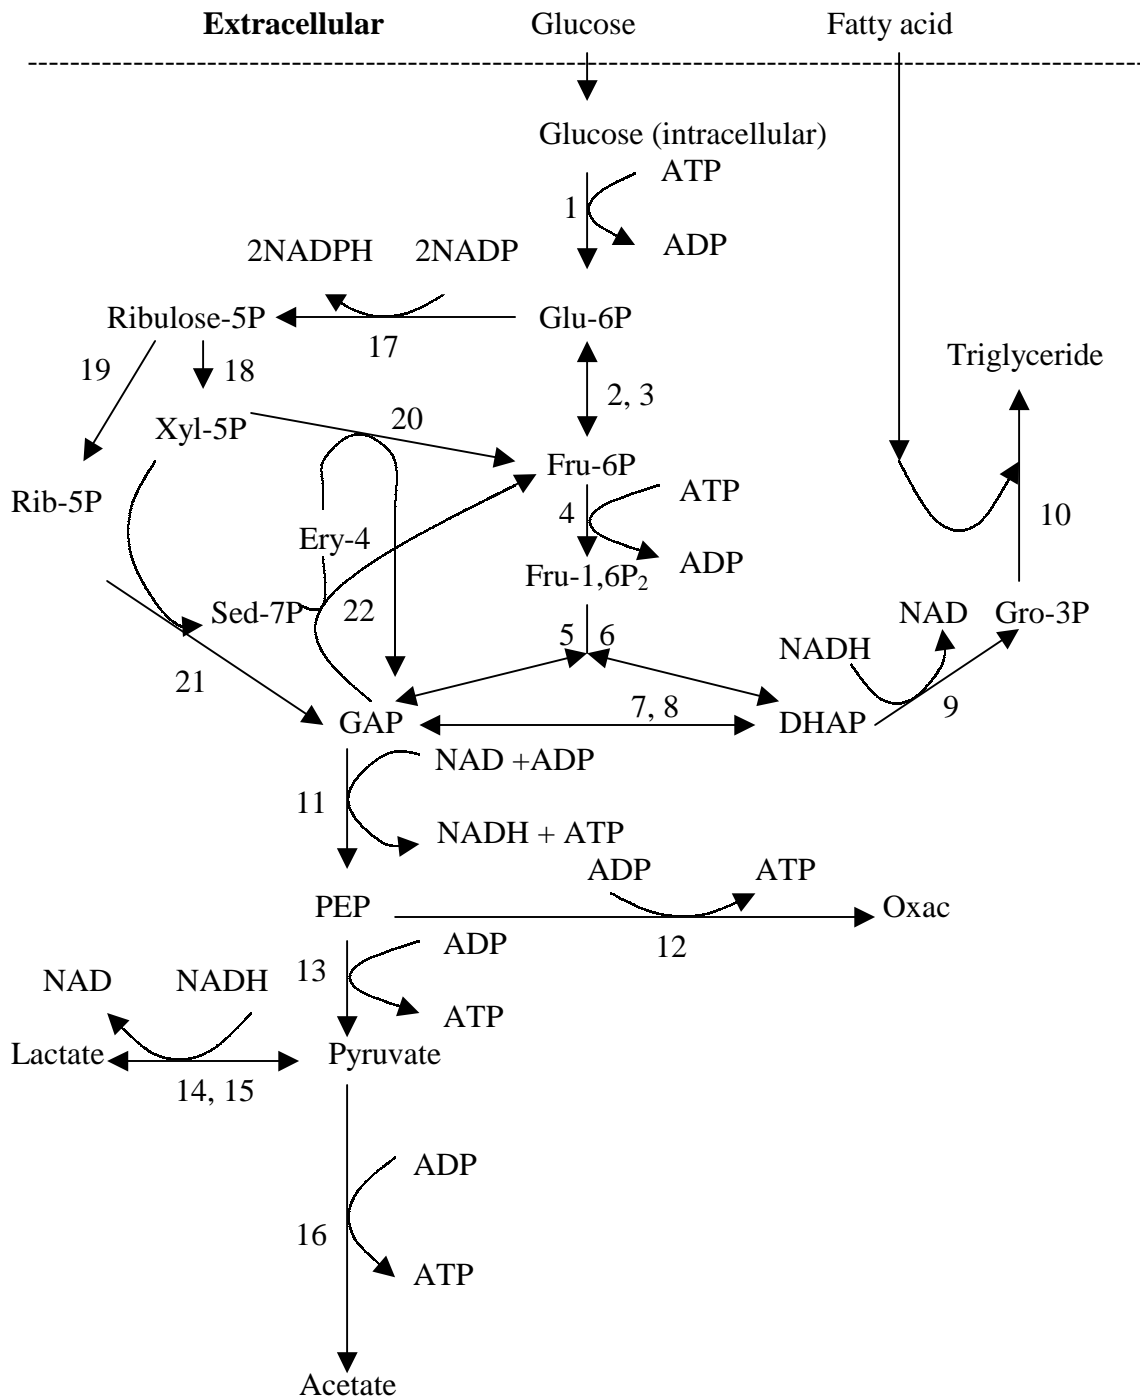 Extracellular
Glucose
Fatty acid
Glucose (intracellular)
ATP
1
ADP
2NADPH
2NADP
Ribulose-5P
Glu-6P
17
Triglyceride
19
18
2, 3
20
Xyl-5P
Fru-6P
Rib-5P
ATP
4
10
Ery-4
ADP
Fru-1,6P₂
Sed-7P
22
NAD
Gro-3P
5
6
NADH
21
7, 8
9
GAP
DHAP
NAD +ADP
11
NADH + ATP
ADP
ATP
PEP
Oxac
12
ADP
13
NAD
NADH
ATP
Lactate
Pyruvate
14, 15
ADP
16
ATP
Acetate